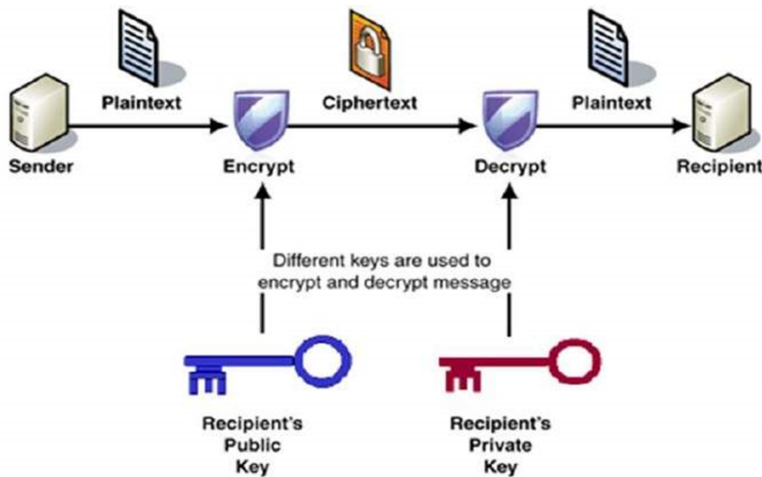 Plaintext
Ciphertext
Plaintext
Sender
Encrypt
Decrypt
Recipient
Different keys are used to
encrypt and decrypt message
Recipient's
Public
Key
Recipient's
Private
Key